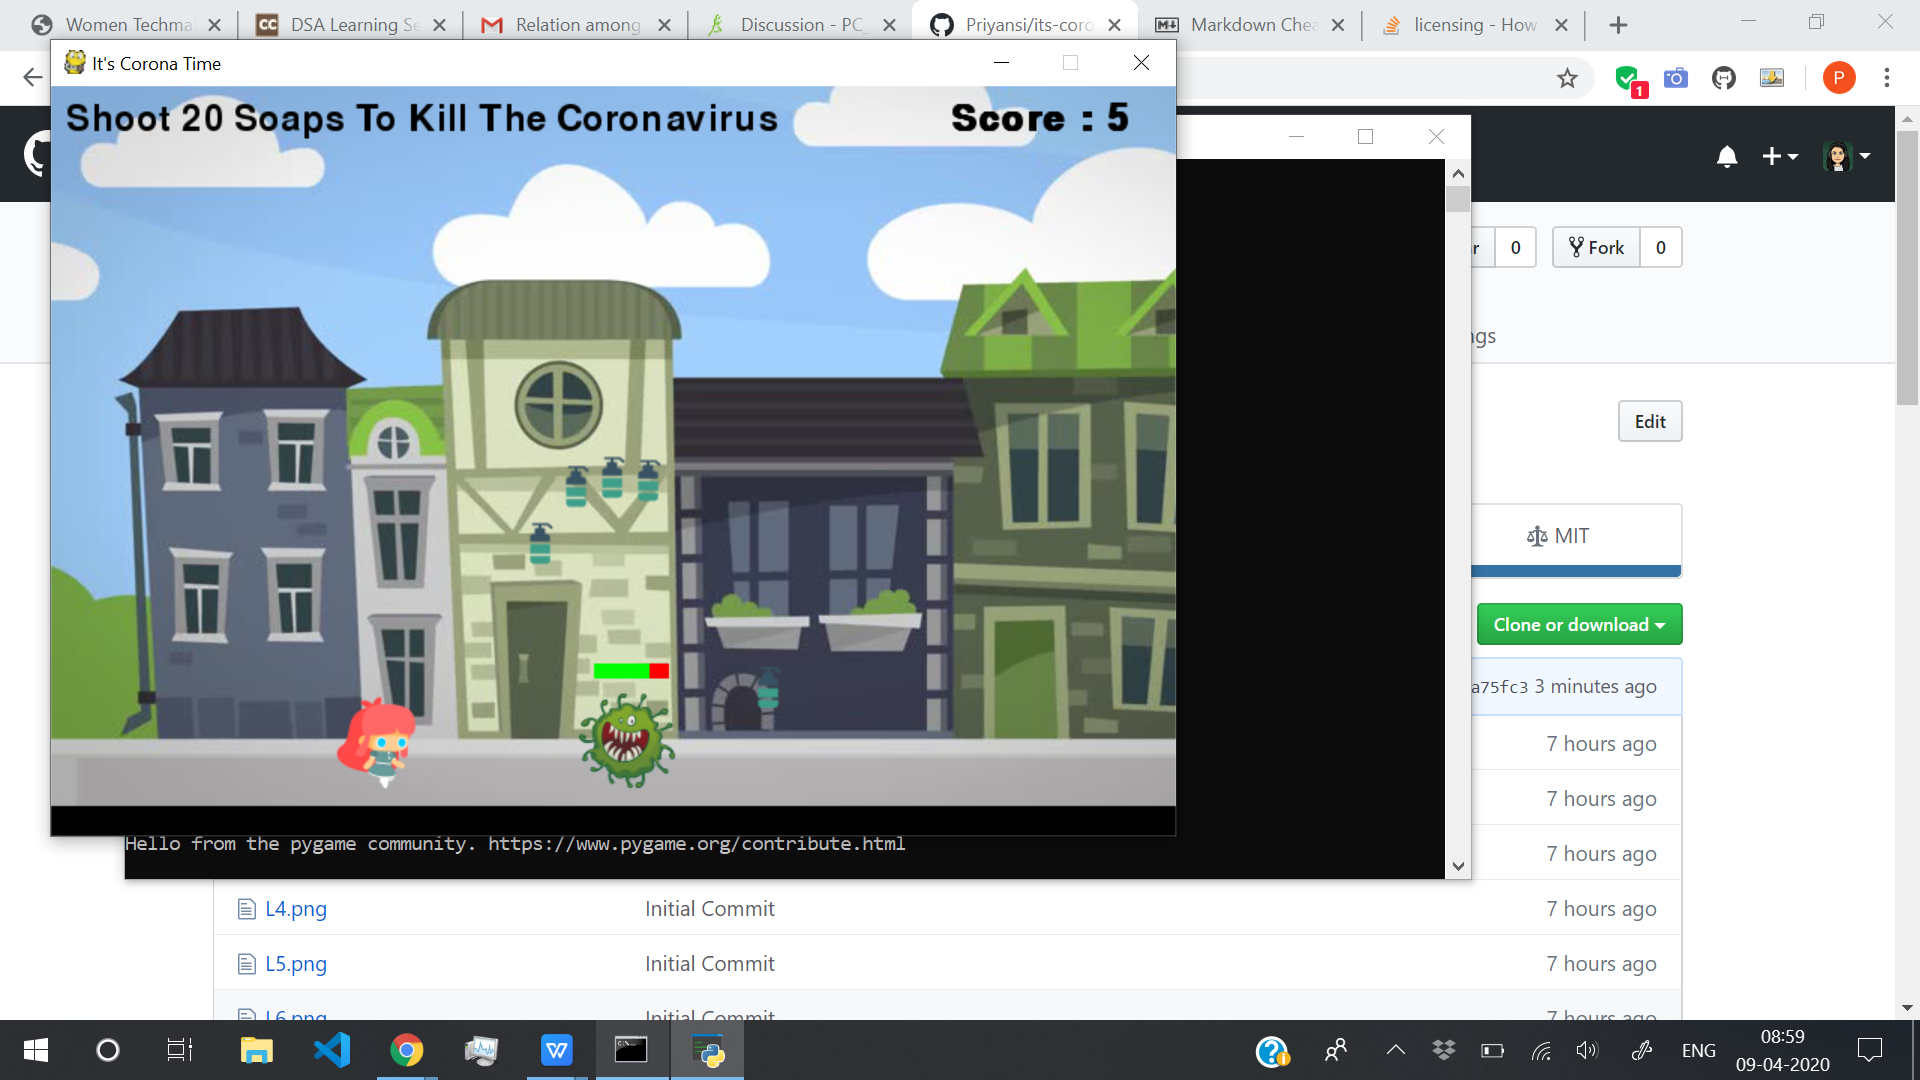 Women Techma
DSA Learning Se
Relation among
Discussion - PC_
Priyansi/its-coro
Markdown Chea
licensing - How
It's Corona Time
1
P
Shoot 20 Soaps To Kill The Coronavirus
Score : 5
r 0
Fork 0
ngs
Edit
MIT
Clone or download
a75fc3 3 minutes ago
7 hours ago
7 hours ago
Hello from the pygame community. https://www.pygame.org/contribute.html
7 hours ago
L4.png Initial Commit 7 hours ago
L5.png Initial Commit 7 hours ago
L6.png Initial Commit 7 hours ago
ENG
08:59
09-04-2020